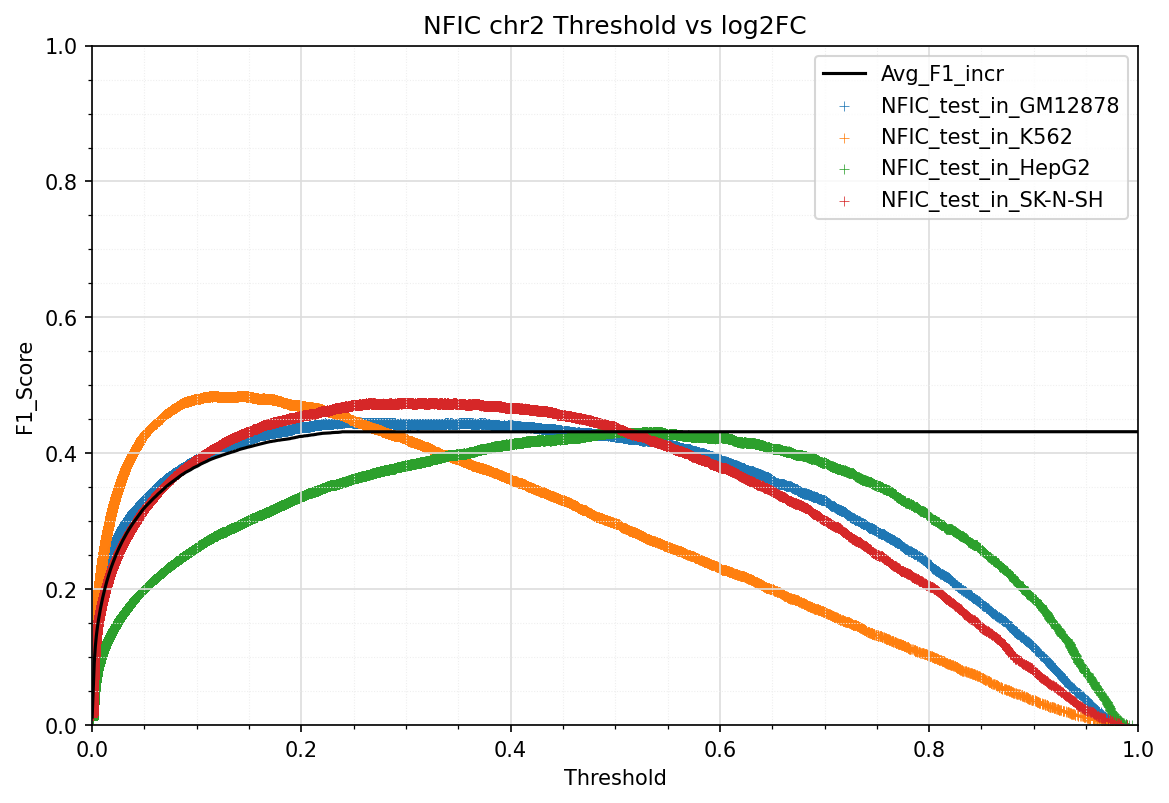 NFIC chr2 Threshold vs log2FC
1.0
0.8
0.6
0.4
0.2
0.0
F1_Score
Avg_F1_incr
NFIC_test_in_GM12878
NFIC_test_in_K562
NFIC_test_in_HepG2
NFIC_test_in_SK-N-SH
0.0 0.2 0.4 0.6 0.8 1.0
Threshold